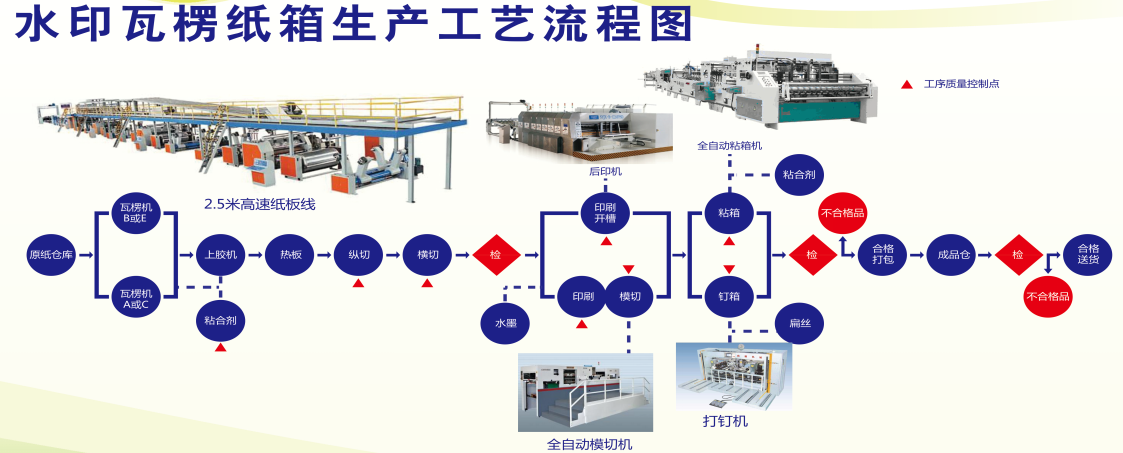 水印瓦楞纸箱生产工艺流程图
工序质量控制点
全自动粘箱机
后印机
粘合剂
2.5米高速纸板线
瓦楞机
B或E
印刷
开槽
粘箱
不合格品
原纸仓库
上胶机
热板
纵切
横切
检
检
合格
打包
成品仓
检
合格
送货
瓦楞机
A或C
印刷
模切
钉箱
不合格品
粘合剂
水墨
扁丝
打钉机
全自动模切机